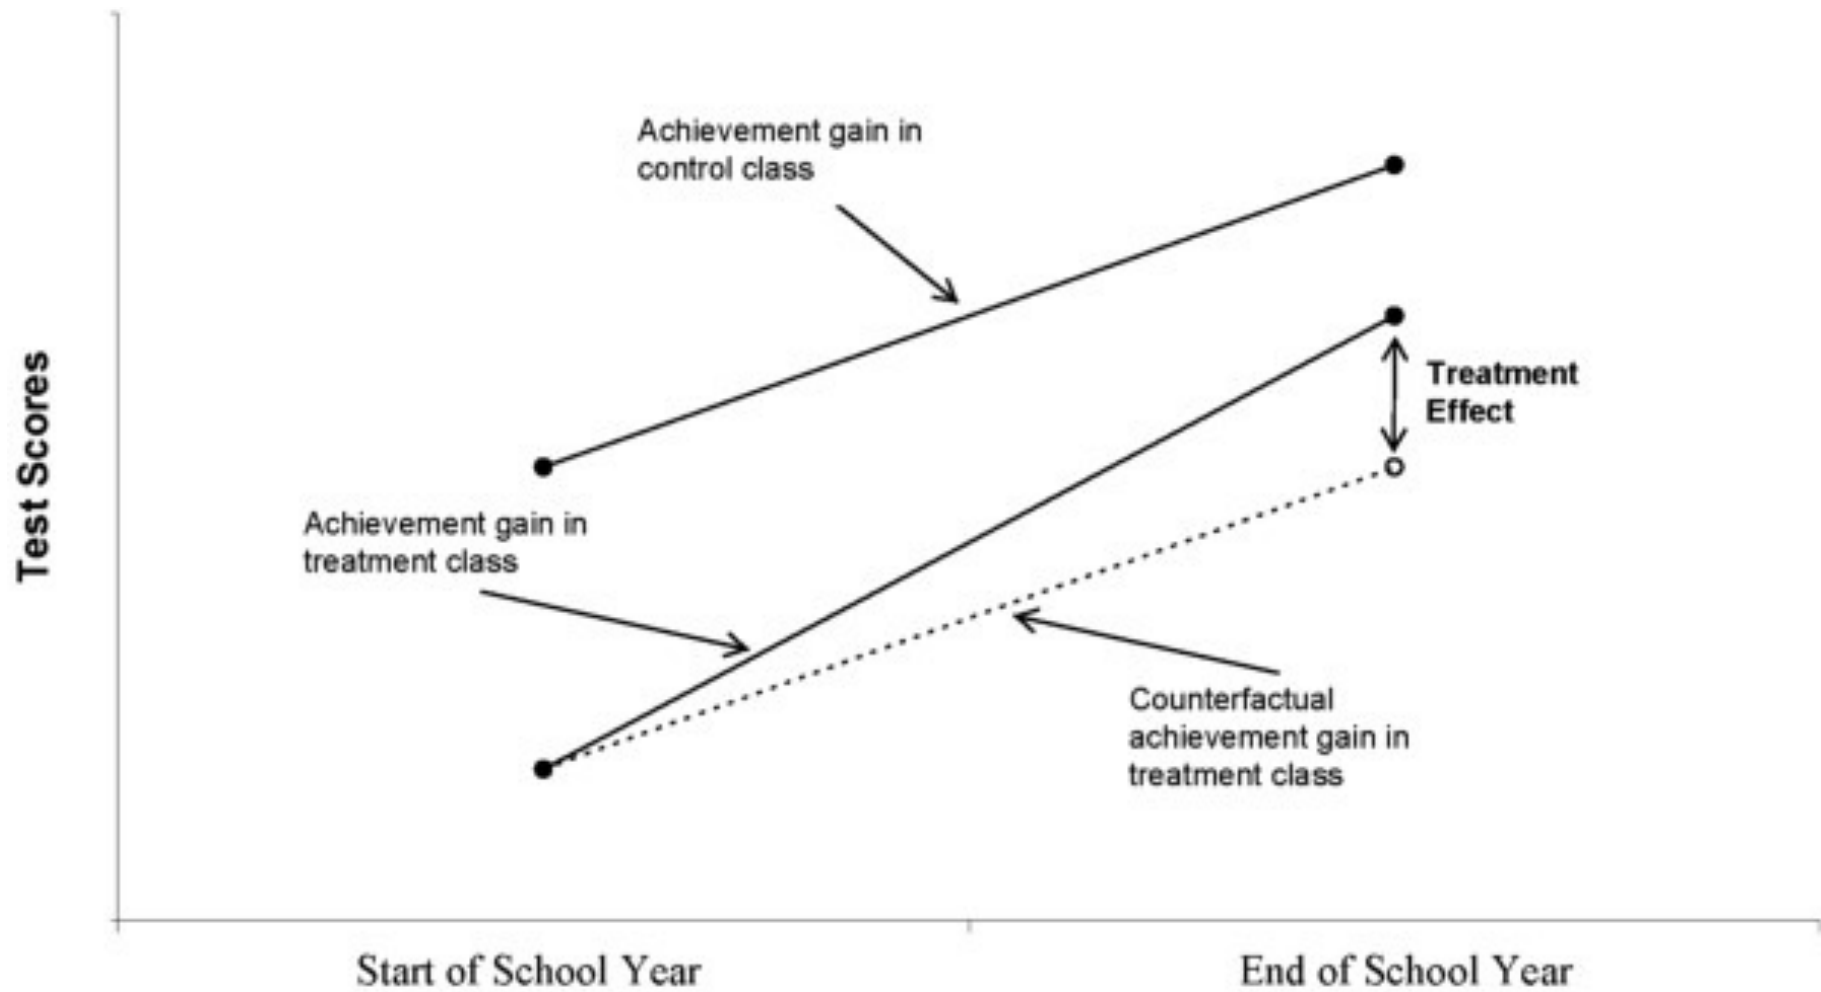 Achievement gain in
control class
Treatment
Effect
Test Scores
Achievement gain in
treatment class
Counterfactual
achievement gain in
treatment class
Start of School Year
End of School Year